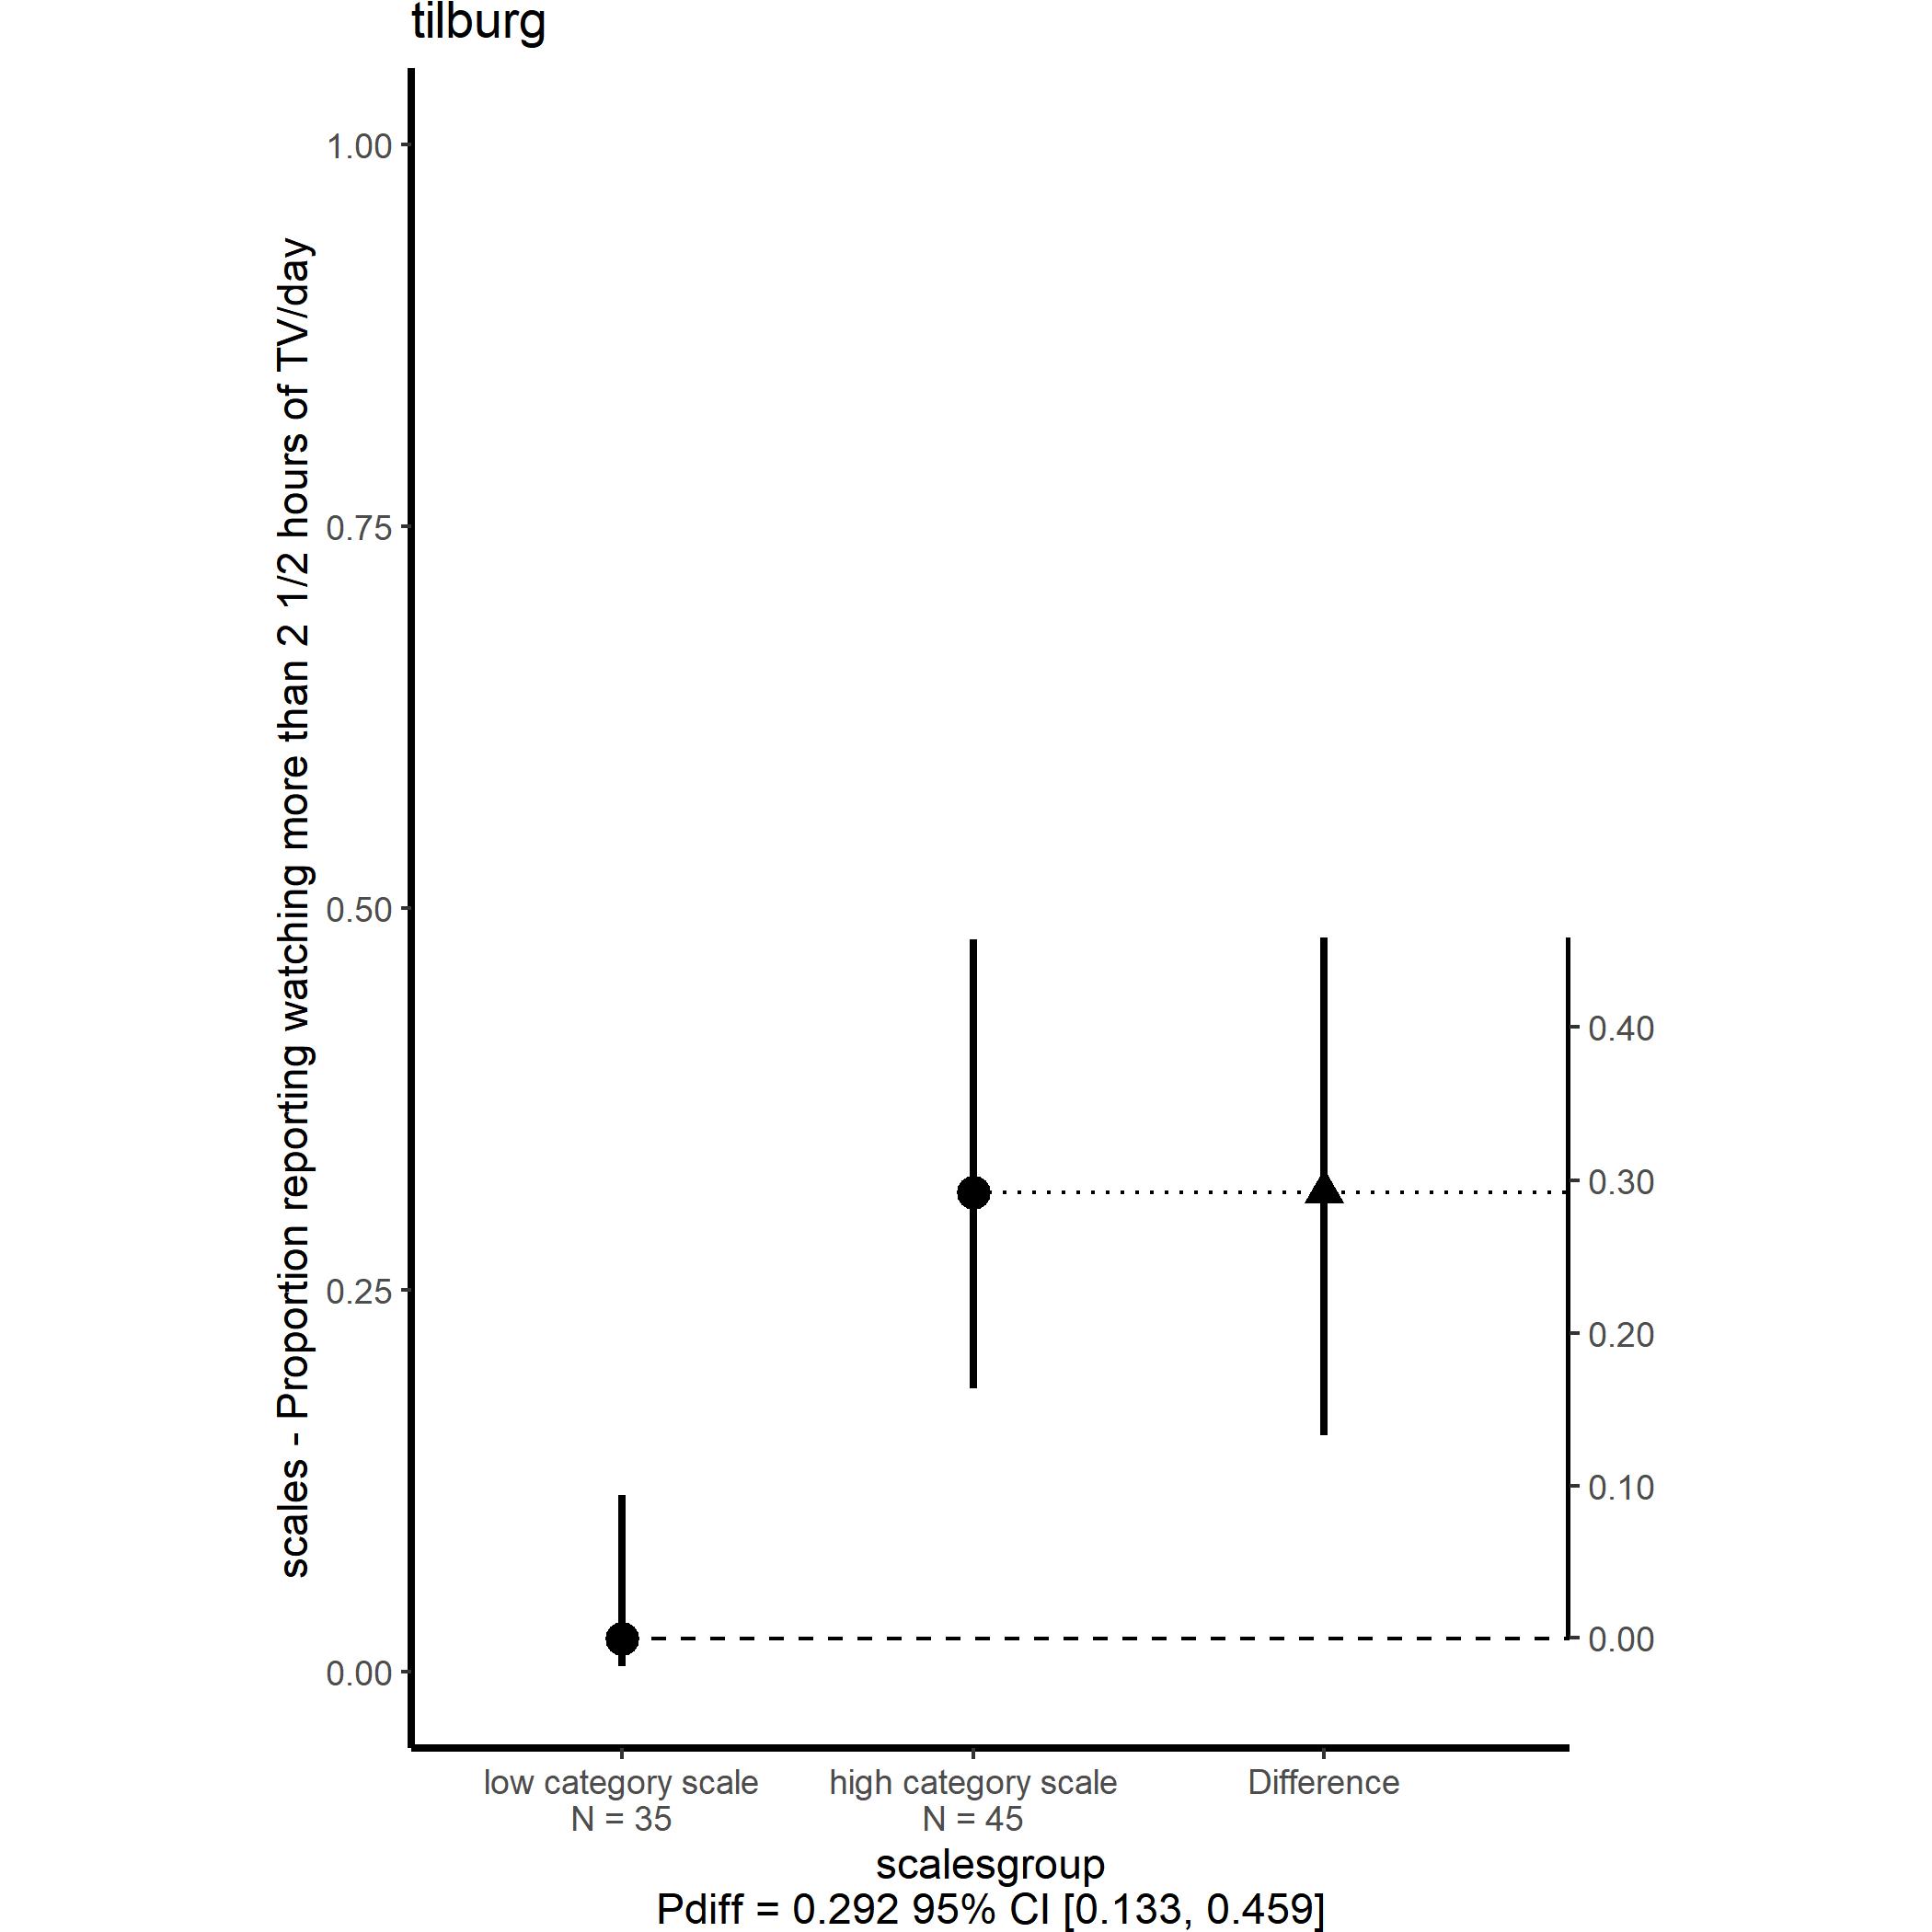 tilburg
scales - Proportion reporting watching more than 2 1/2 hours of TV/day
1.00
0.75
0.50
0.25
0.00
0.40
0.30
0.20
0.10
0.00
low category scale
N = 35
high category scale
N = 45
Difference
scalesgroup
Pdiff = 0.292 95% CI [0.133, 0.459]